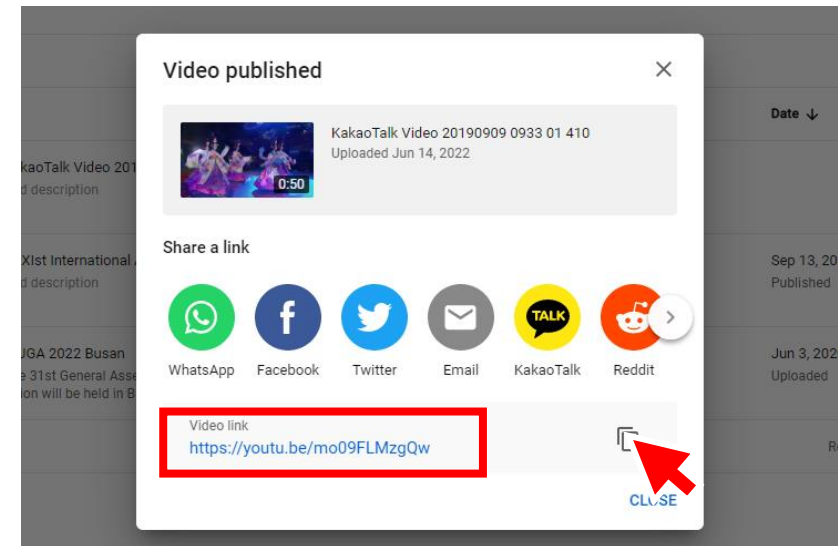 Video published
KakaoTalk Video 20190909 0933 01 410
Uploaded Jun 14, 2022
0:50
Share a link
TALK
WhatsApp Facebook Twitter Email KakaoTalk Reddit
Video link
https://youtu.be/mo09FLMzgQw
CLOSE
Date
kaoTalk Video 201
d description
XIst International
d description
Sep 13, 20
Published
UGA 2022 Busan
e 31st General Asse
ion will be held in B
Jun 3, 202
Uploaded